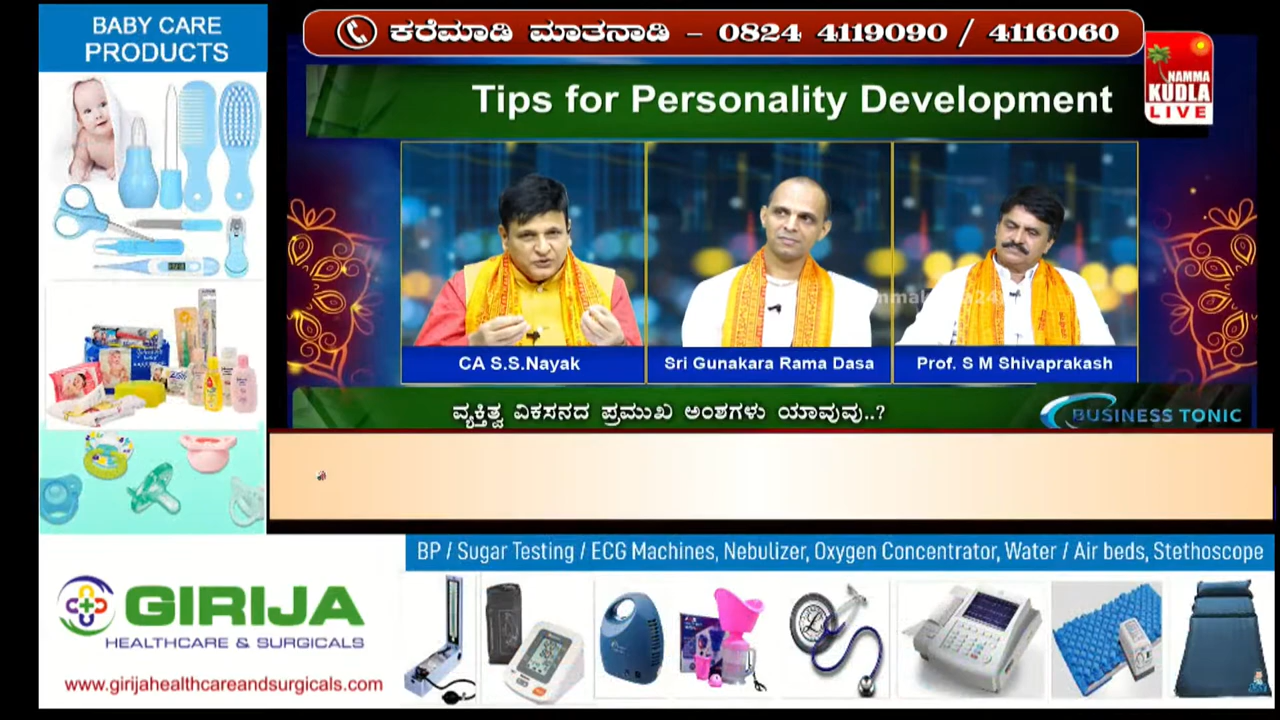 BABY CARE
PRODUCTS
ಕರೆಮಾಡಿ ಮಾತನಾಡಿ – 0824 4119090 / 4116060
Tips for Personality Development
NAMMA
KUDLA
LIVE
CA S.S.Nayak
Sri Gunakara Rama Dasa
Prof. S M Shivaprakash
ವ್ಯಕ್ತಿತ್ವ ವಿಕಸನದ ಪ್ರಮುಖ ಅಂಶಗಳು ಯಾವುವು..?
BUSINESS TONIC
BP / Sugar Testing / ECG Machines, Nebulizer, Oxygen Concentrator, Water / Air beds, Stethoscope
GIRIJA
HEALTHCARE & SURGICALS
www.girijahealthcareandsurgicals.com